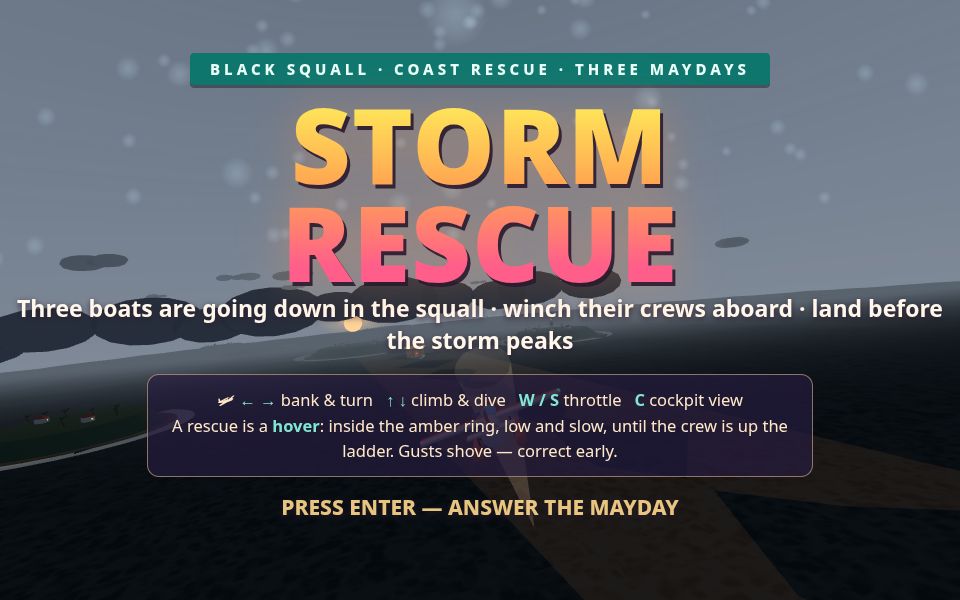 BLACK SQUALL · COAST RESCUE · THREE MAYDAYS
STORM
RESCUE
Three boats are going down in the squall · winch their crews aboard · land before
the storm peaks
🛩 ← → bank & turn ↑ ↓ climb & dive W / S throttle C cockpit view
A rescue is a hover: inside the amber ring, low and slow, until the crew is up the
ladder. Gusts shove — correct early.
PRESS ENTER — ANSWER THE MAYDAY